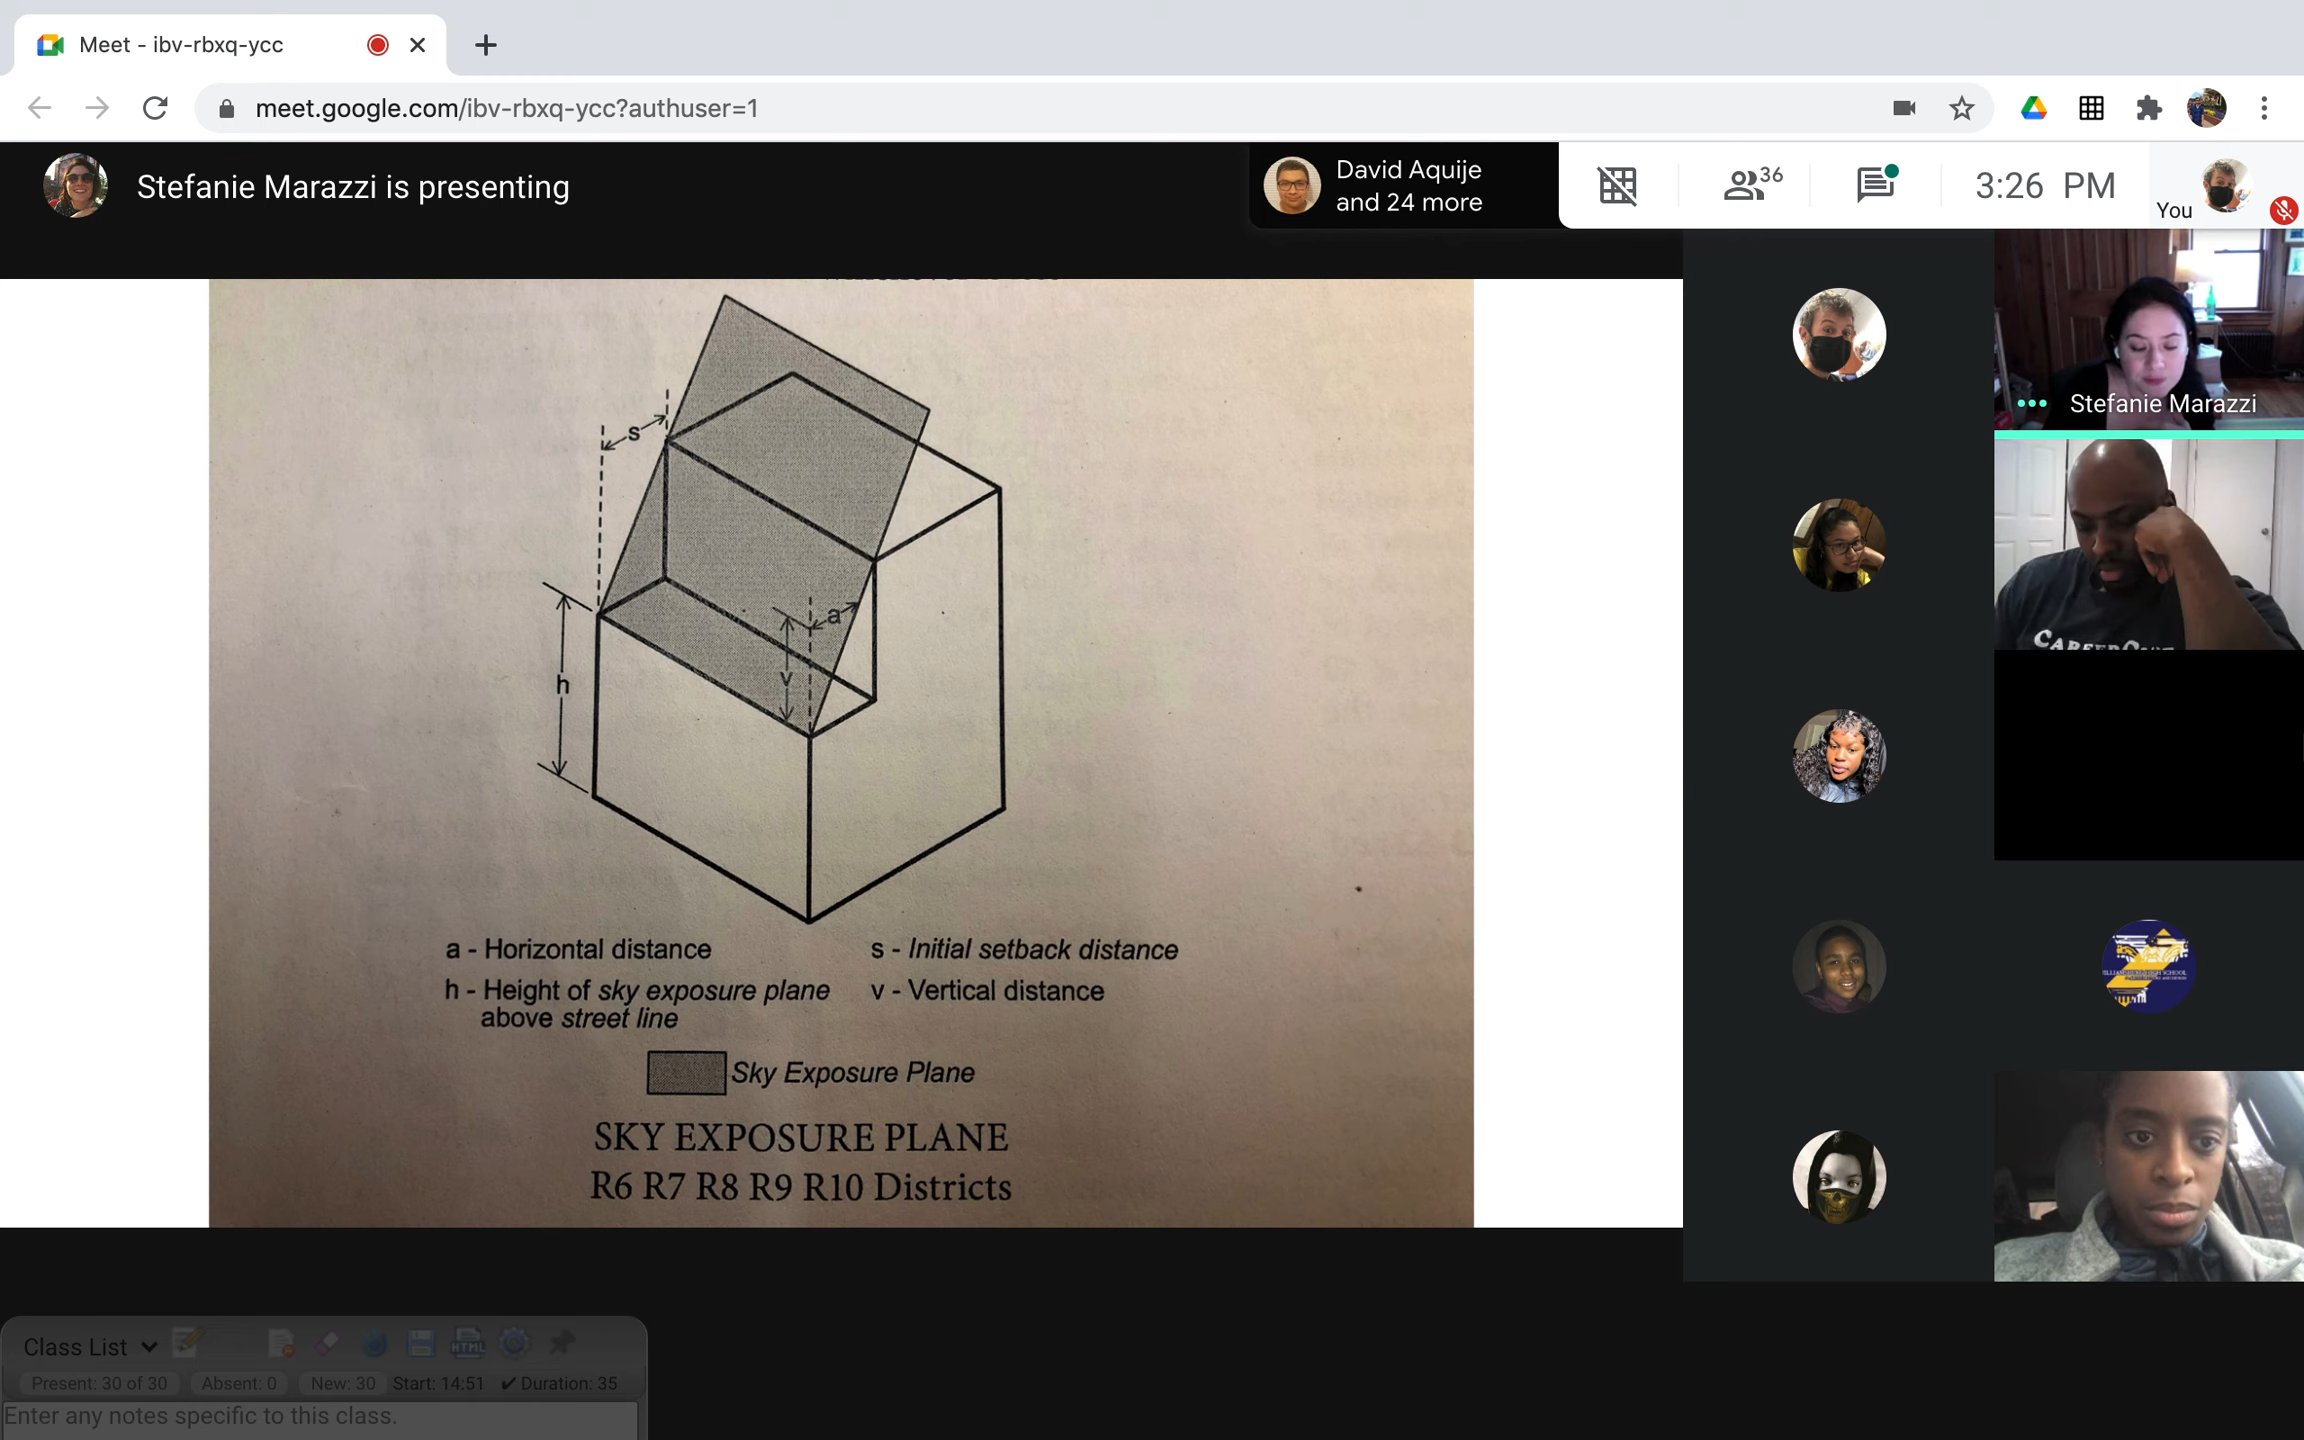 Meet - ibv-rbxq-ycc
meet.google.com/ibv-rbxq-ycc?authuser=1
Stefanie Marazzi is presenting
David Aquije
and 24 more
36
3:26 PM
You
Stefanie Marazzi
s
a
h
v
a - Horizontal distance
s - Initial setback distance
h - Height of sky exposure plane
above street line
v - Vertical distance
Sky Exposure Plane
SKY EXPOSURE PLANE
R6 R7 R8 R9 R10 Districts
Class List
HTML
Present: 30 of 30
Absent: 0
New: 30
Start: 14:51
✔ Duration: 35
Enter any notes specific to this class.